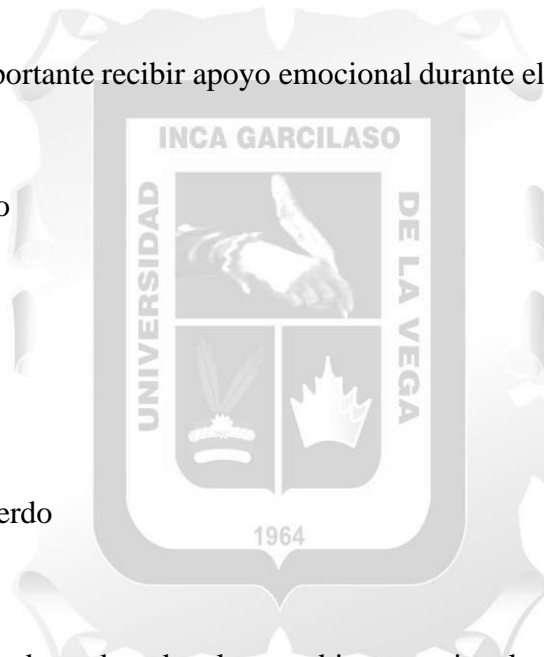 portante recibir apoyo emocional durante el
INCA GARCILASO
o
UNIVERSIDAD
DE LA VEGA
erdo
1964